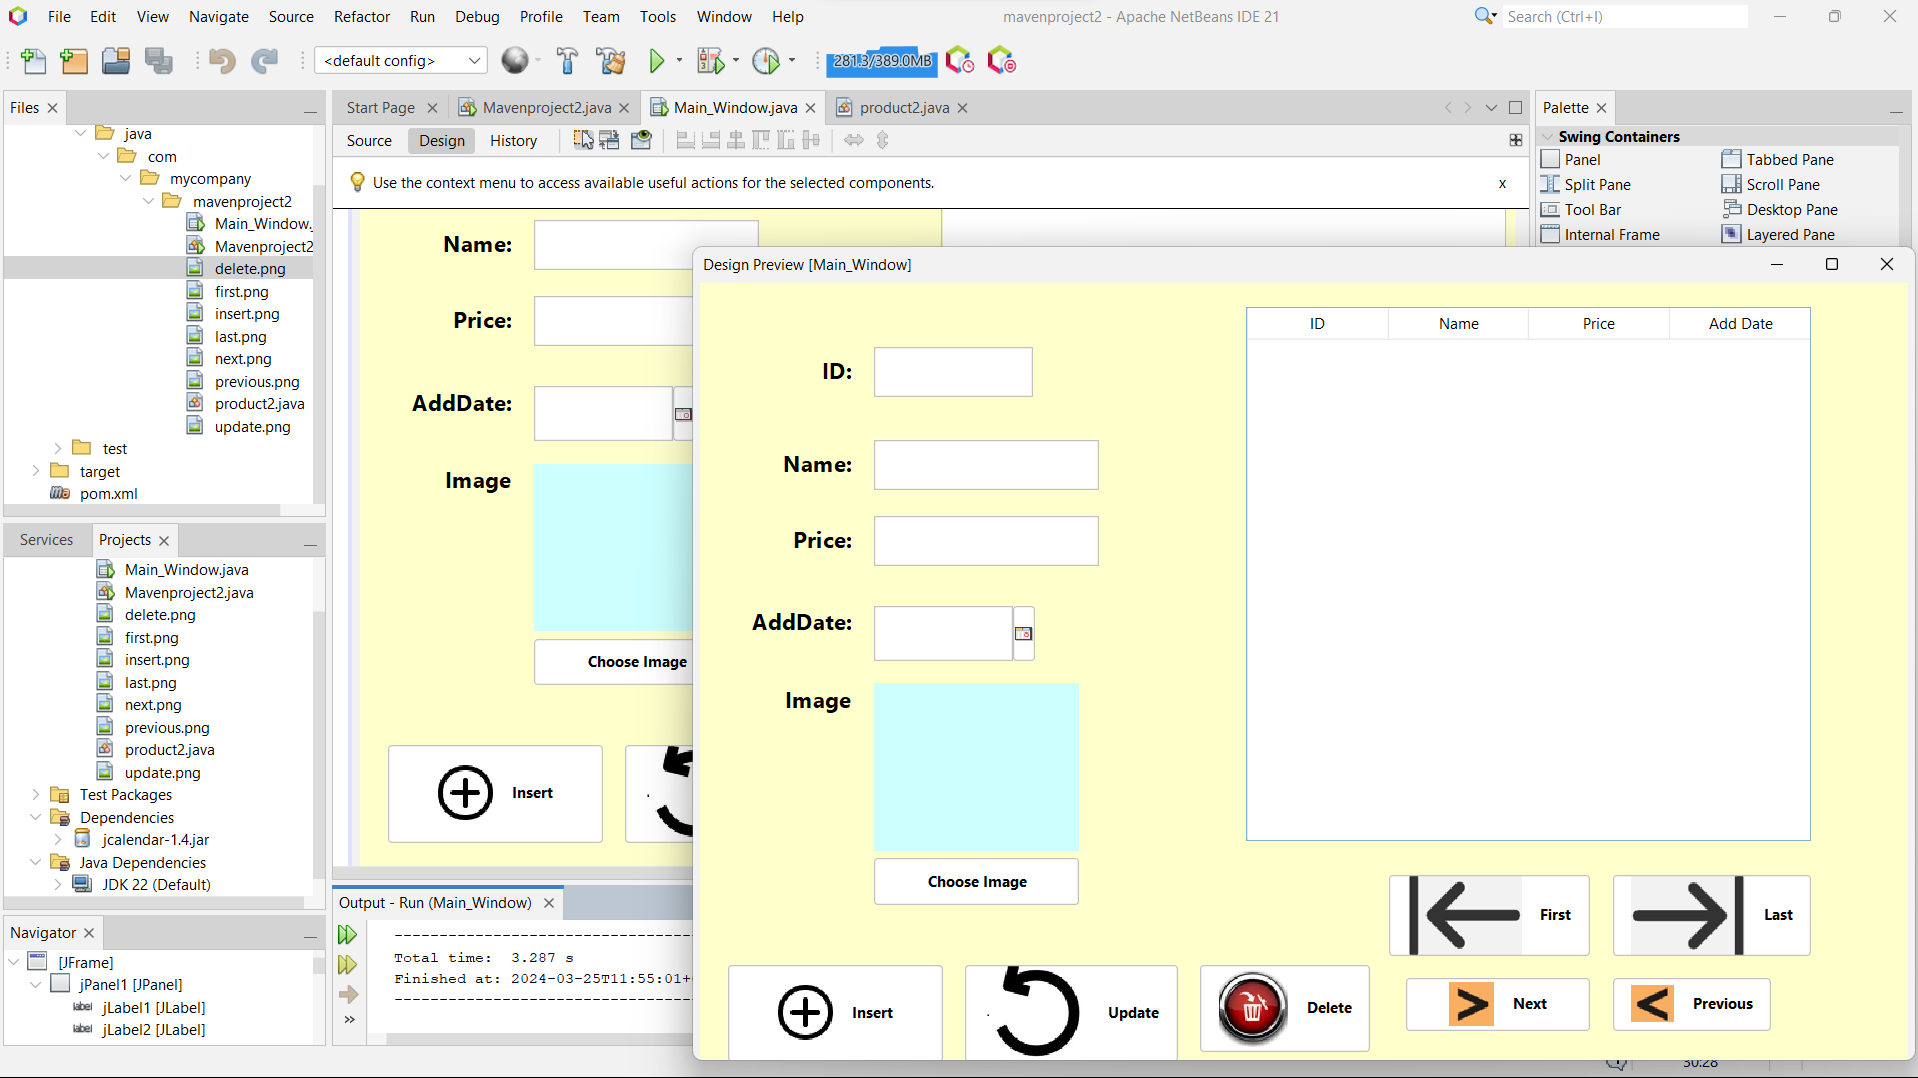 File Edit View Navigate Source Refactor Run Debug Profile Team Tools Window Help
mavenproject2 - Apache NetBeans IDE 21
Search (Ctrl+I)
<default config>
281.3/389.0MB
Files
java
com
mycompany
mavenproject2
Main_Window.
Mavenproject2
delete.png
first.png
insert.png
last.png
next.png
previous.png
product2.java
update.png
test
target
pom.xml
Services Projects
Main_Window.java
Mavenproject2.java
delete.png
first.png
insert.png
last.png
next.png
previous.png
product2.java
update.png
Test Packages
Dependencies
jcalendar-1.4.jar
Java Dependencies
JDK 22 (Default)
Navigator
[JFrame]
jPanel1 [JPanel]
label jLabel1 [JLabel]
label jLabel2 [JLabel]
Start Page Mavenproject2.java Main_Window.java product2.java
Source Design History
Use the context menu to access available useful actions for the selected components.
x
Name:
Price:
AddDate:
Image
Choose Image
Insert
Output - Run (Main_Window)
Total time: 3.287 s
Finished at: 2024-03-25T11:55:01+
Palette
Swing Containers
Panel Tabbed Pane
Split Pane Scroll Pane
Tool Bar Desktop Pane
Internal Frame Layered Pane
Design Preview [Main_Window]
ID Name Price Add Date
ID:
Name:
Price:
AddDate:
Image
Choose Image
First Last
Next Previous
Insert Update Delete
30:28